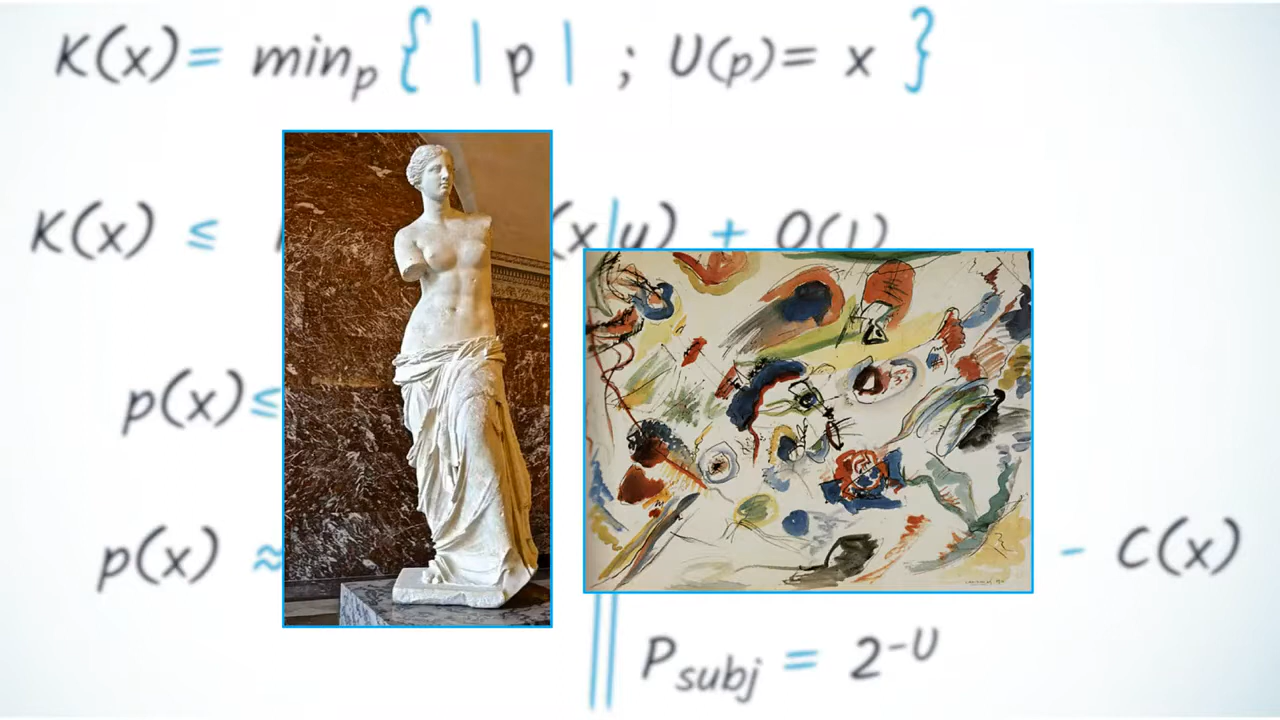 K(x)= min_p { |p| ; U(p)= x }
K(x) ≤ (x|y) + O(1)
p(x)≤
p(x) ≈ - C(x)
P_subj = 2^-U